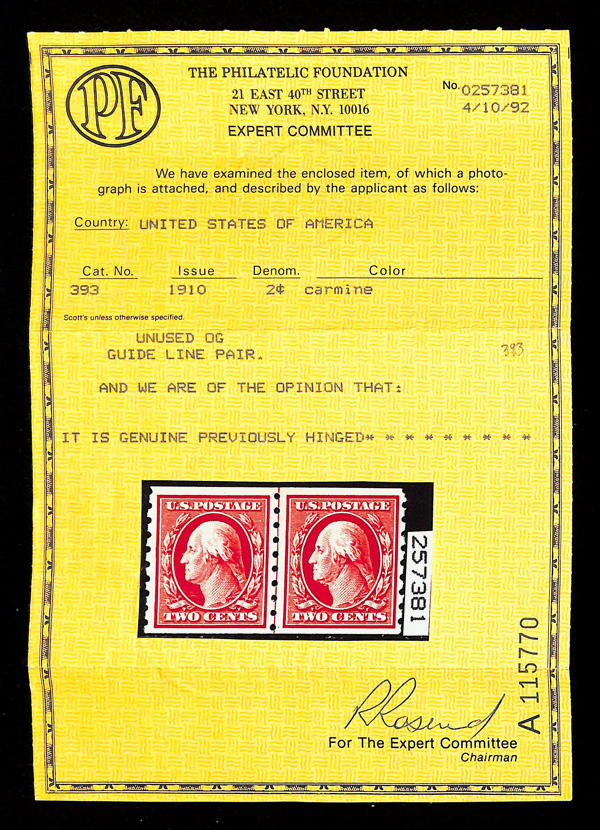 PF
THE PHILATELIC FOUNDATION
21 EAST 40TH STREET
NEW YORK, N.Y. 10016
EXPERT COMMITTEE
No. 0257381
4/10/92
We have examined the enclosed item, of which a photo-
graph is attached, and described by the applicant as follows:
Country: UNITED STATES OF AMERICA
Cat. No. Issue Denom. Color
393 1910 2¢ carmine
Scott's unless otherwise specified.
UNUSED OG
GUIDE LINE PAIR.
393
AND WE ARE OF THE OPINION THAT:
IT IS GENUINE PREVIOUSLY HINGED* * * * * * * * * *
U.S. POSTAGE U.S. POSTAGE
TWO CENTS TWO CENTS
257381
A 115770
For The Expert Committee
Chairman